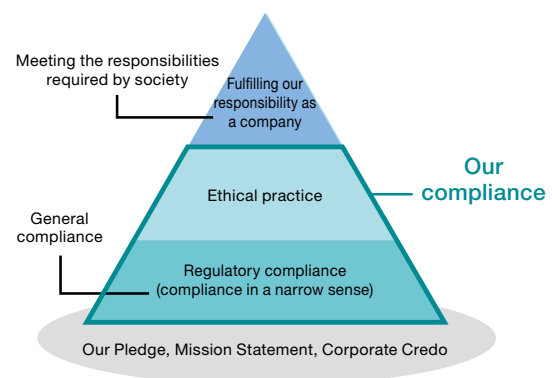 Meeting the responsibilities
required by society
Fulfilling our
responsibility as
a company
Our
compliance
Ethical practice
General
compliance
Regulatory compliance
(compliance in a narrow sense)
Our Pledge, Mission Statement, Corporate Credo